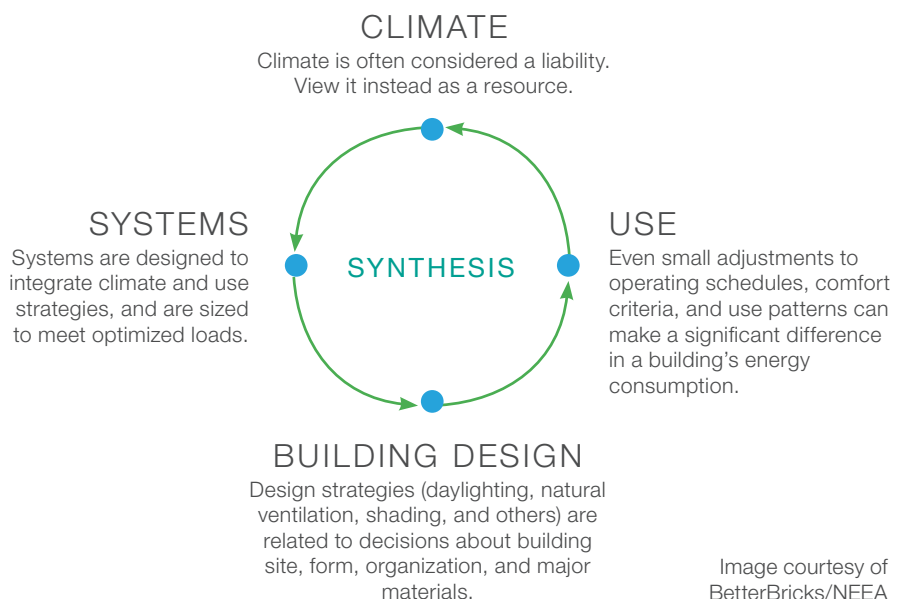 CLIMATE
Climate is often considered a liability.
View it instead as a resource.
SYSTEMS
Systems are designed to
integrate climate and use
strategies, and are sized
to meet optimized loads.
SYNTHESIS
USE
Even small adjustments to
operating schedules, comfort
criteria, and use patterns can
make a significant difference
in a building's energy
consumption.
BUILDING DESIGN
Design strategies (daylighting, natural
ventilation, shading, and others) are
related to decisions about building
site, form, organization, and major
materials.
Image courtesy of
BetterBricks/NEEA